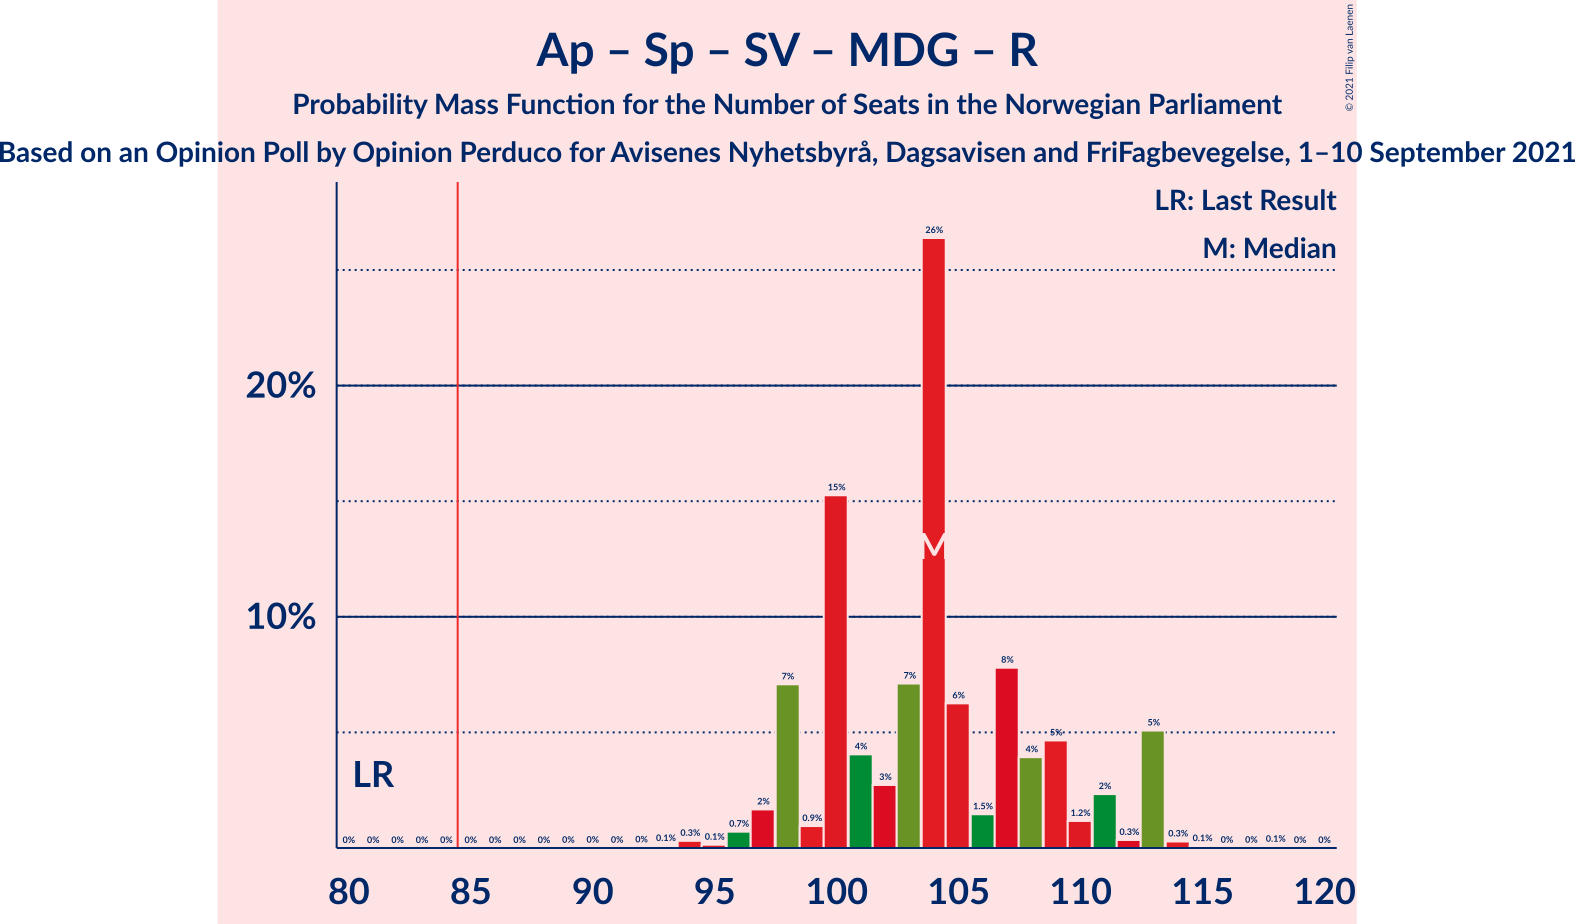 Ap – Sp – SV – MDG – R
Probability Mass Function for the Number of Seats in the Norwegian Parliament
Based on an Opinion Poll by Opinion Perduco for Avisenes Nyhetsbyrå, Dagsavisen and FriFagbevegelse, 1–10 September 2021
© 2021 Filip van Laenen
LR: Last Result
M: Median
26%
20%
15%
M
10%
8%
7% 7%
6%
5% 5%
4% 4%
LR
3%
2% 2%
1.5%
1.2%
0% 0% 0% 0% 0% 0% 0% 0% 0% 0% 0% 0% 0% 0.1% 0.3% 0.1% 0.7% 0.9% 0.3% 0.3% 0.1% 0% 0% 0.1% 0% 0%
80 85 90 95 100 105 110 115 120